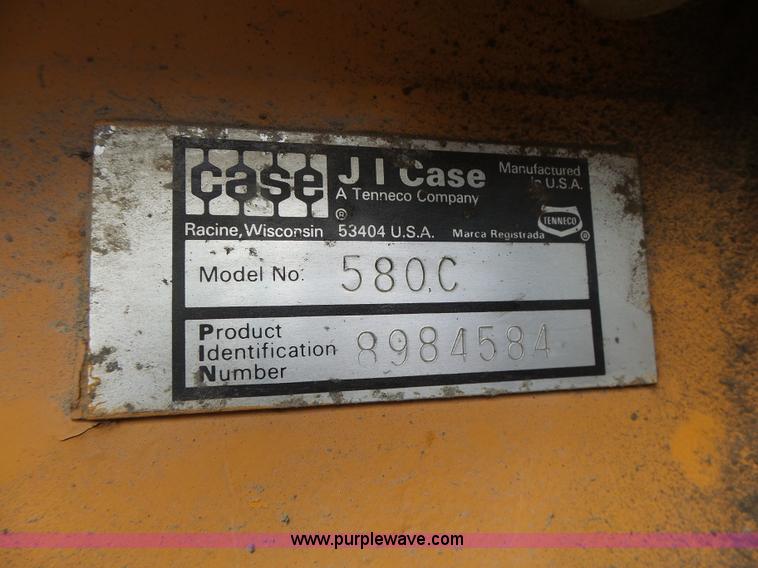 case J I Case Manufactured
A Tenneco Company In U.S.A.
®
TENNECO
Racine, Wisconsin 53404 U.S.A. Marca Registrada ®
Model No. 580.C
Product
Identification 8984584
Number
www.purplewave.com